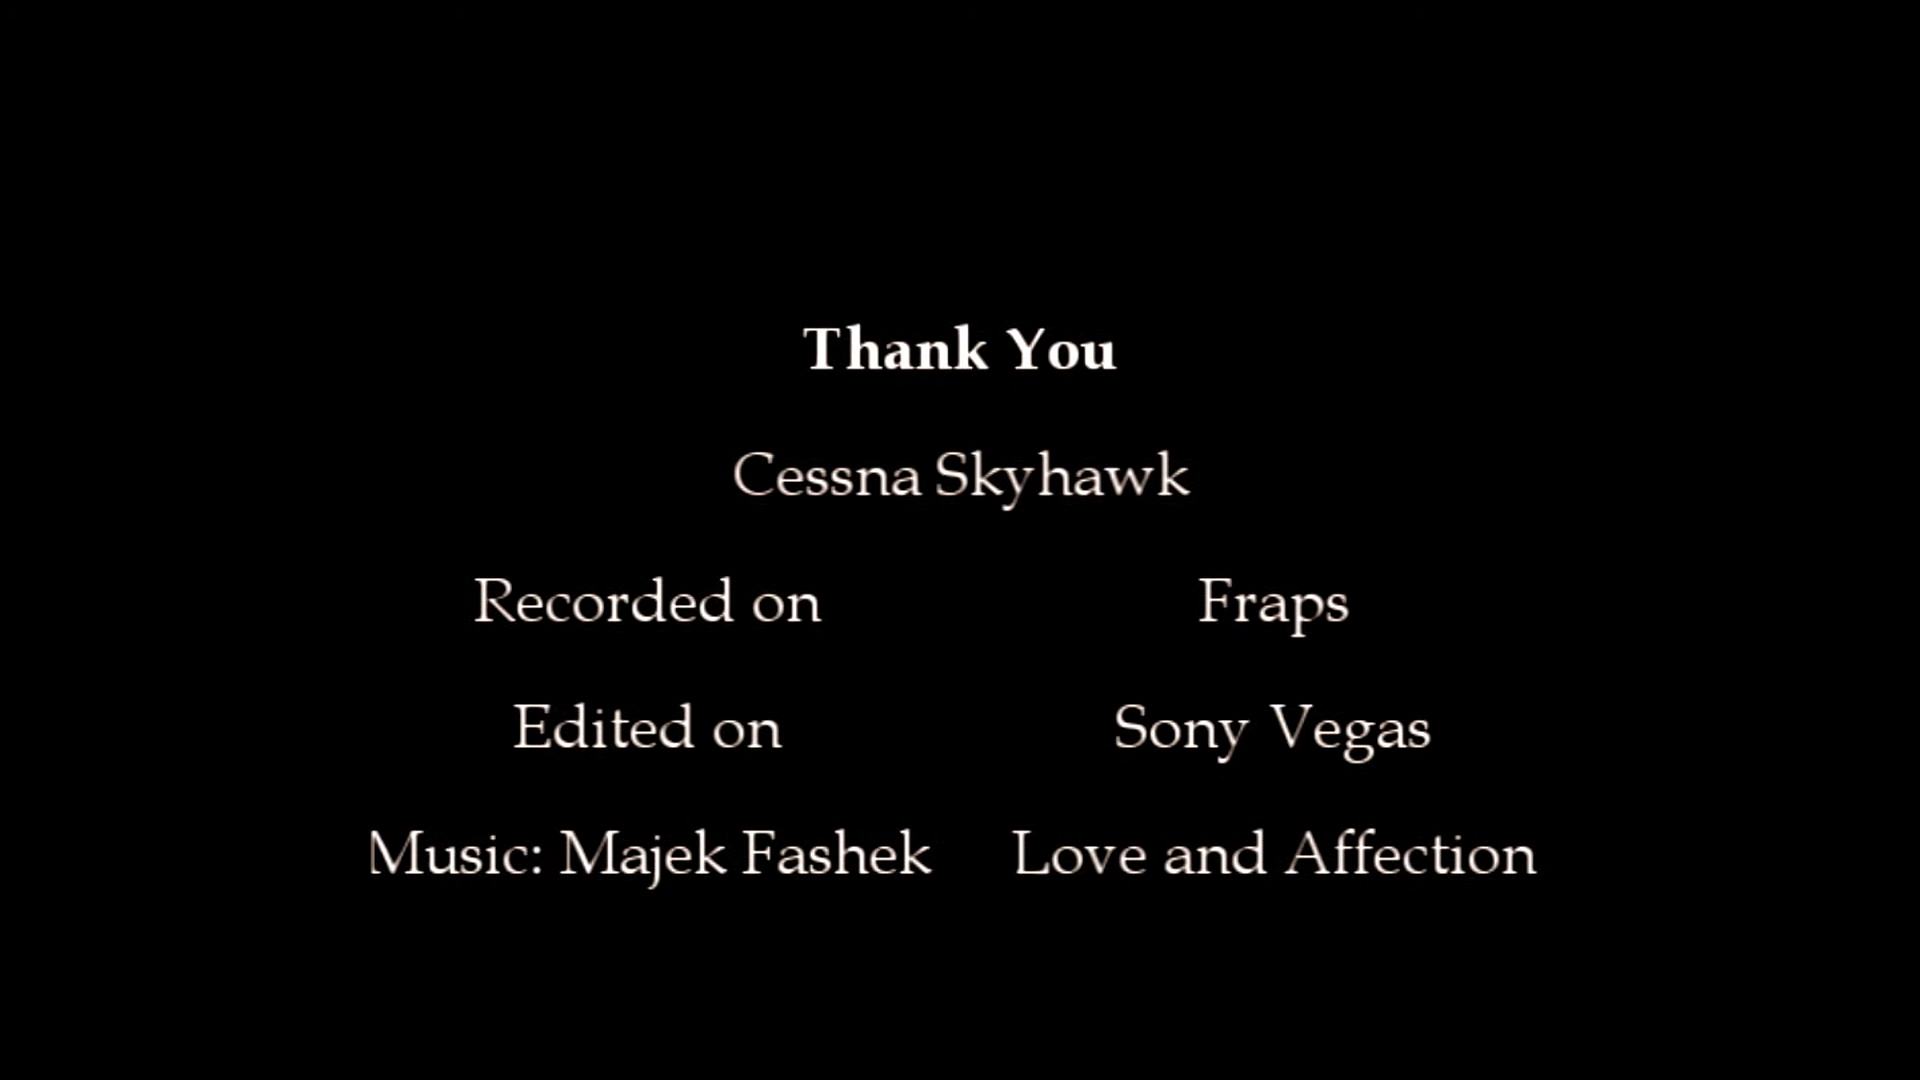 Thank You
Cessna Skyhawk
Recorded on Fraps
Edited on Sony Vegas
Music: Majek Fashek Love and Affection